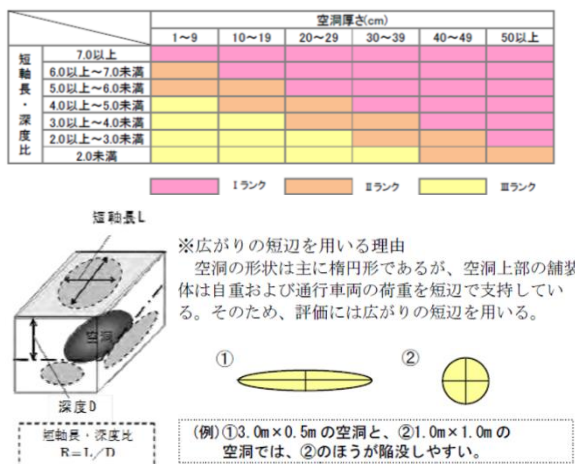 空洞厚さ(cm)
1～9 10～19 20～29 30～39 40～49 50以上
短軸長・深度比
7.0以上
6.0以上～7.0未満
5.0以上～6.0未満
4.0以上～5.0未満
3.0以上～4.0未満
2.0以上～3.0未満
2.0未満
Ⅰランク Ⅱランク Ⅲランク
短軸長L
空洞
深度D
短軸長・深度比
R=L/D
※広がりの短辺を用いる理由
空洞の形状は主に楕円形であるが、空洞上部の舗装
体は自重および通行車両の荷重を短辺で支持してい
る。そのため、評価には広がりの短辺を用いる。
① ②
(例)①3.0m×0.5mの空洞と、②1.0m×1.0mの
空洞では、②のほうが陥没しやすい。